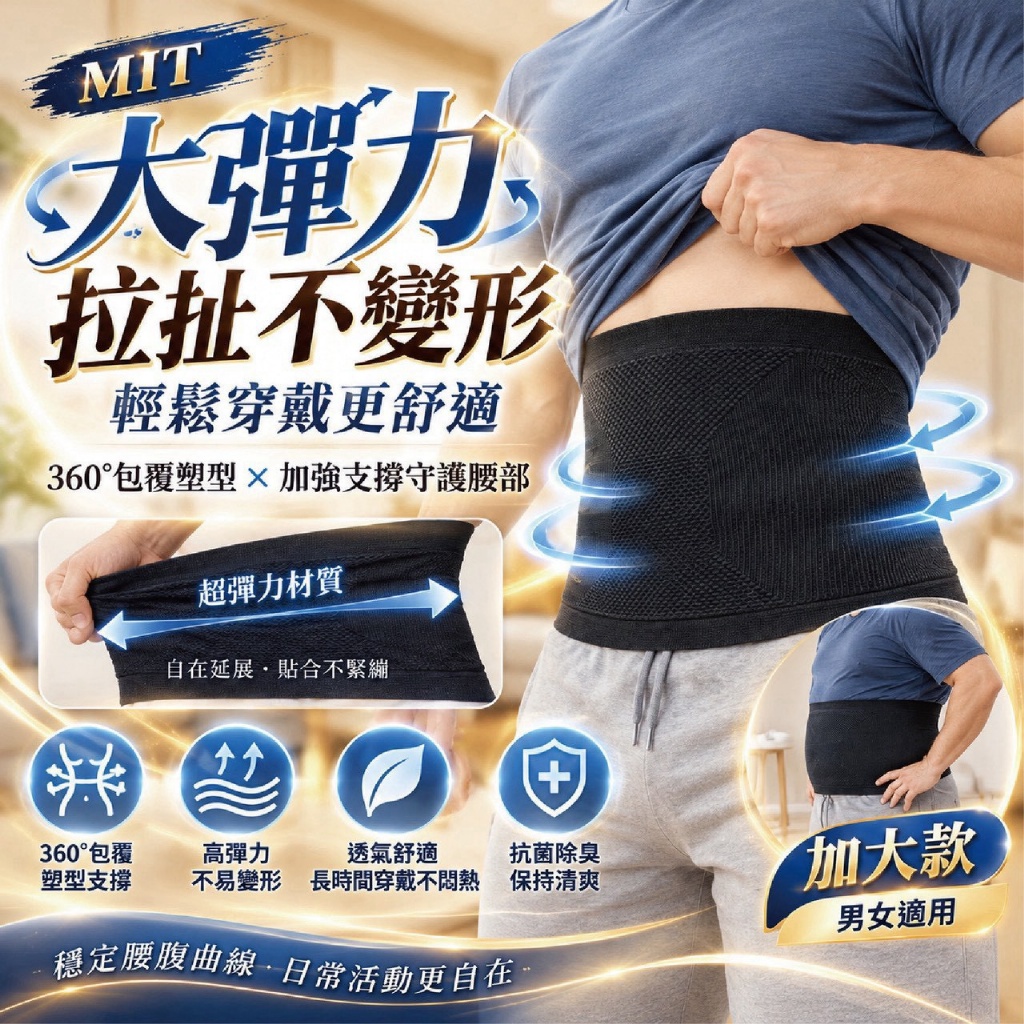 MIT
大彈力
拉扯不變形
輕鬆穿戴更舒適
360°包覆塑型 × 加強支撐守護腰部
超彈力材質
自在延展・貼合不緊繃
360°包覆
塑型支撐
高彈力
不易變形
透氣舒適
長時間穿戴不悶熱
抗菌除臭
保持清爽
加大款
男女適用
穩定腰腹曲線・日常活動更自在